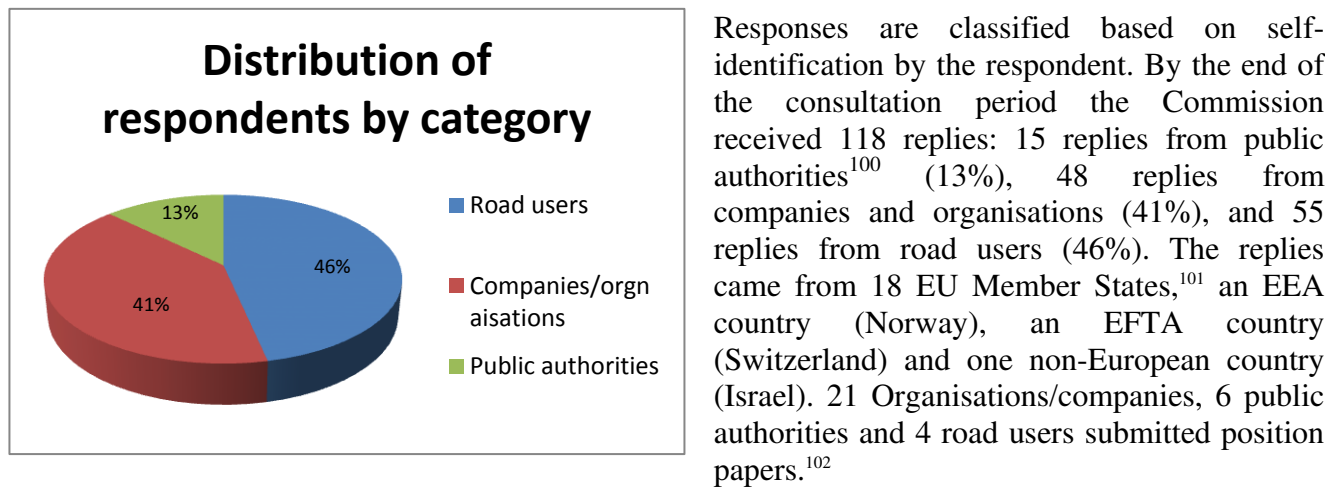 Distribution of
respondents by category
13%
46%
41%
Road users
Companies/orgn
aisations
Public authorities
Responses are classified based on self-
identification by the respondent. By the end of
the consultation period the Commission
received 118 replies: 15 replies from public
authorities100 (13%), 48 replies from
companies and organisations (41%), and 55
replies from road users (46%). The replies
came from 18 EU Member States,101 an EEA
country (Norway), an EFTA country
(Switzerland) and one non-European country
(Israel). 21 Organisations/companies, 6 public
authorities and 4 road users submitted position
papers.102